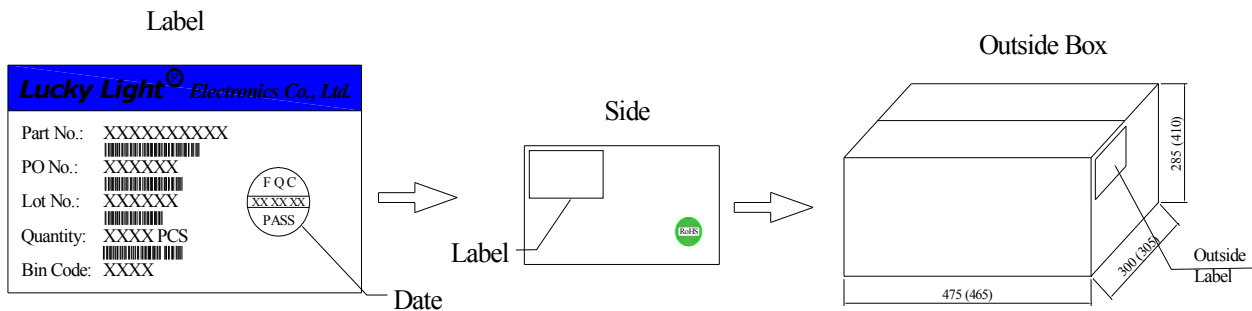 Label
Lucky Light® Electronics Co., Ltd.
Part No.: XXXXXXXXXX
PO No.: XXXXXX
Lot No.: XXXXXX
Quantity: XXXX PCS
Bin Code: XXXX
F Q C
XX XX XX
PASS
Date
Side
RoHS
Label
Outside Box
285 (410)
300 (305)
475 (465)
Outside
Label